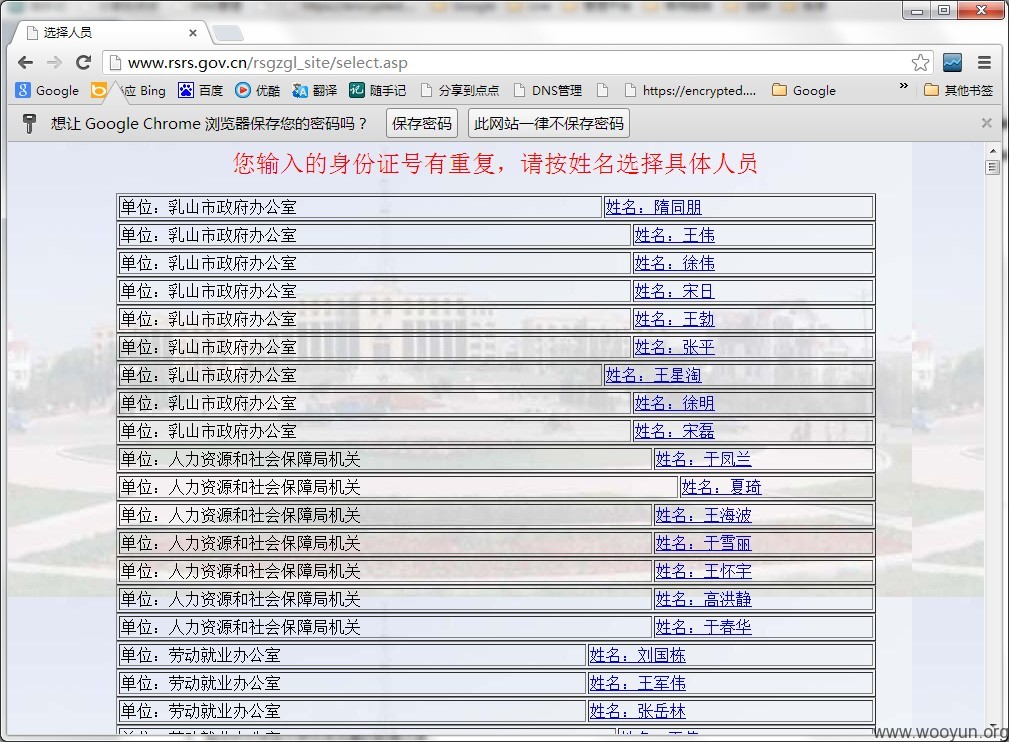 选择人员
www.rsrs.gov.cn/rsgzgl_site/select.asp
Google Bing 百度 优酷 翻译 随手记 分享到点点 DNS管理 https://encrypted.... Google » 其他书签
想让 Google Chrome 浏览器保存您的密码吗？ 保存密码 此网站一律不保存密码
您输入的身份证号有重复，请按姓名选择具体人员
单位：乳山市政府办公室 姓名：隋同朋
单位：乳山市政府办公室 姓名：王伟
单位：乳山市政府办公室 姓名：徐伟
单位：乳山市政府办公室 姓名：宋日
单位：乳山市政府办公室 姓名：王勃
单位：乳山市政府办公室 姓名：张平
单位：乳山市政府办公室 姓名：王星淘
单位：乳山市政府办公室 姓名：徐明
单位：乳山市政府办公室 姓名：宋磊
单位：人力资源和社会保障局机关 姓名：于凤兰
单位：人力资源和社会保障局机关 姓名：夏琦
单位：人力资源和社会保障局机关 姓名：王海波
单位：人力资源和社会保障局机关 姓名：于雪丽
单位：人力资源和社会保障局机关 姓名：王怀宇
单位：人力资源和社会保障局机关 姓名：高洪静
单位：人力资源和社会保障局机关 姓名：于春华
单位：劳动就业办公室 姓名：刘国栋
单位：劳动就业办公室 姓名：王军伟
单位：劳动就业办公室 姓名：张岳林
www.wooyun.org